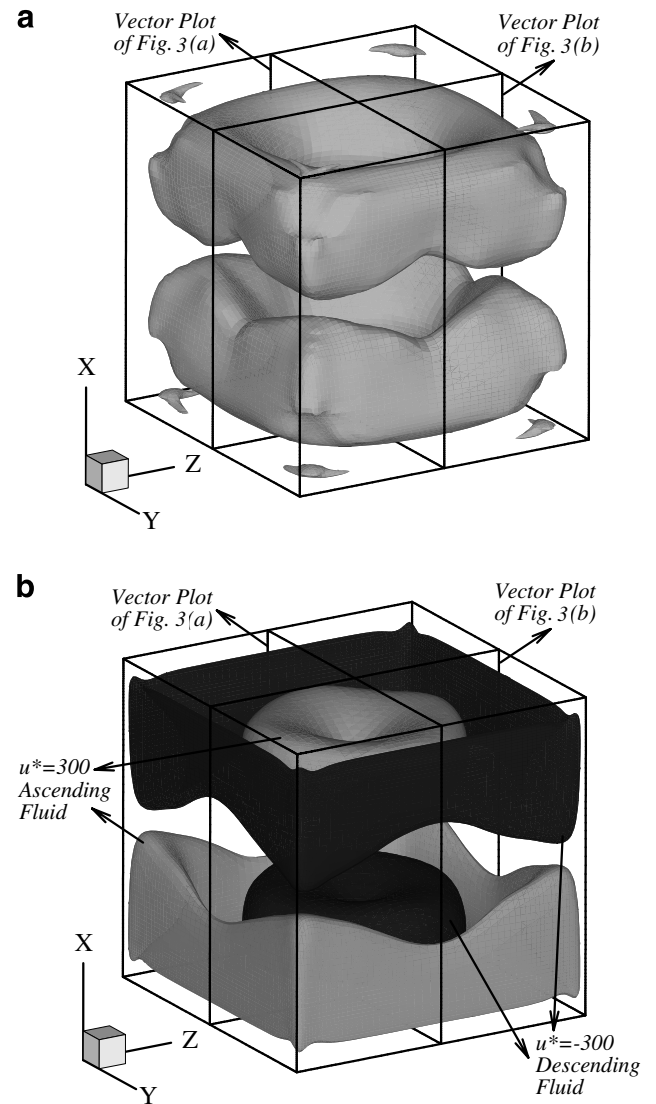 a
Vector Plot
of Fig. 3(a)
Vector Plot
of Fig. 3(b)
X
Z
Y
b
Vector Plot
of Fig. 3(a)
Vector Plot
of Fig. 3(b)
u*=300
Ascending
Fluid
X
Z
Y
u*=-300
Descending
Fluid